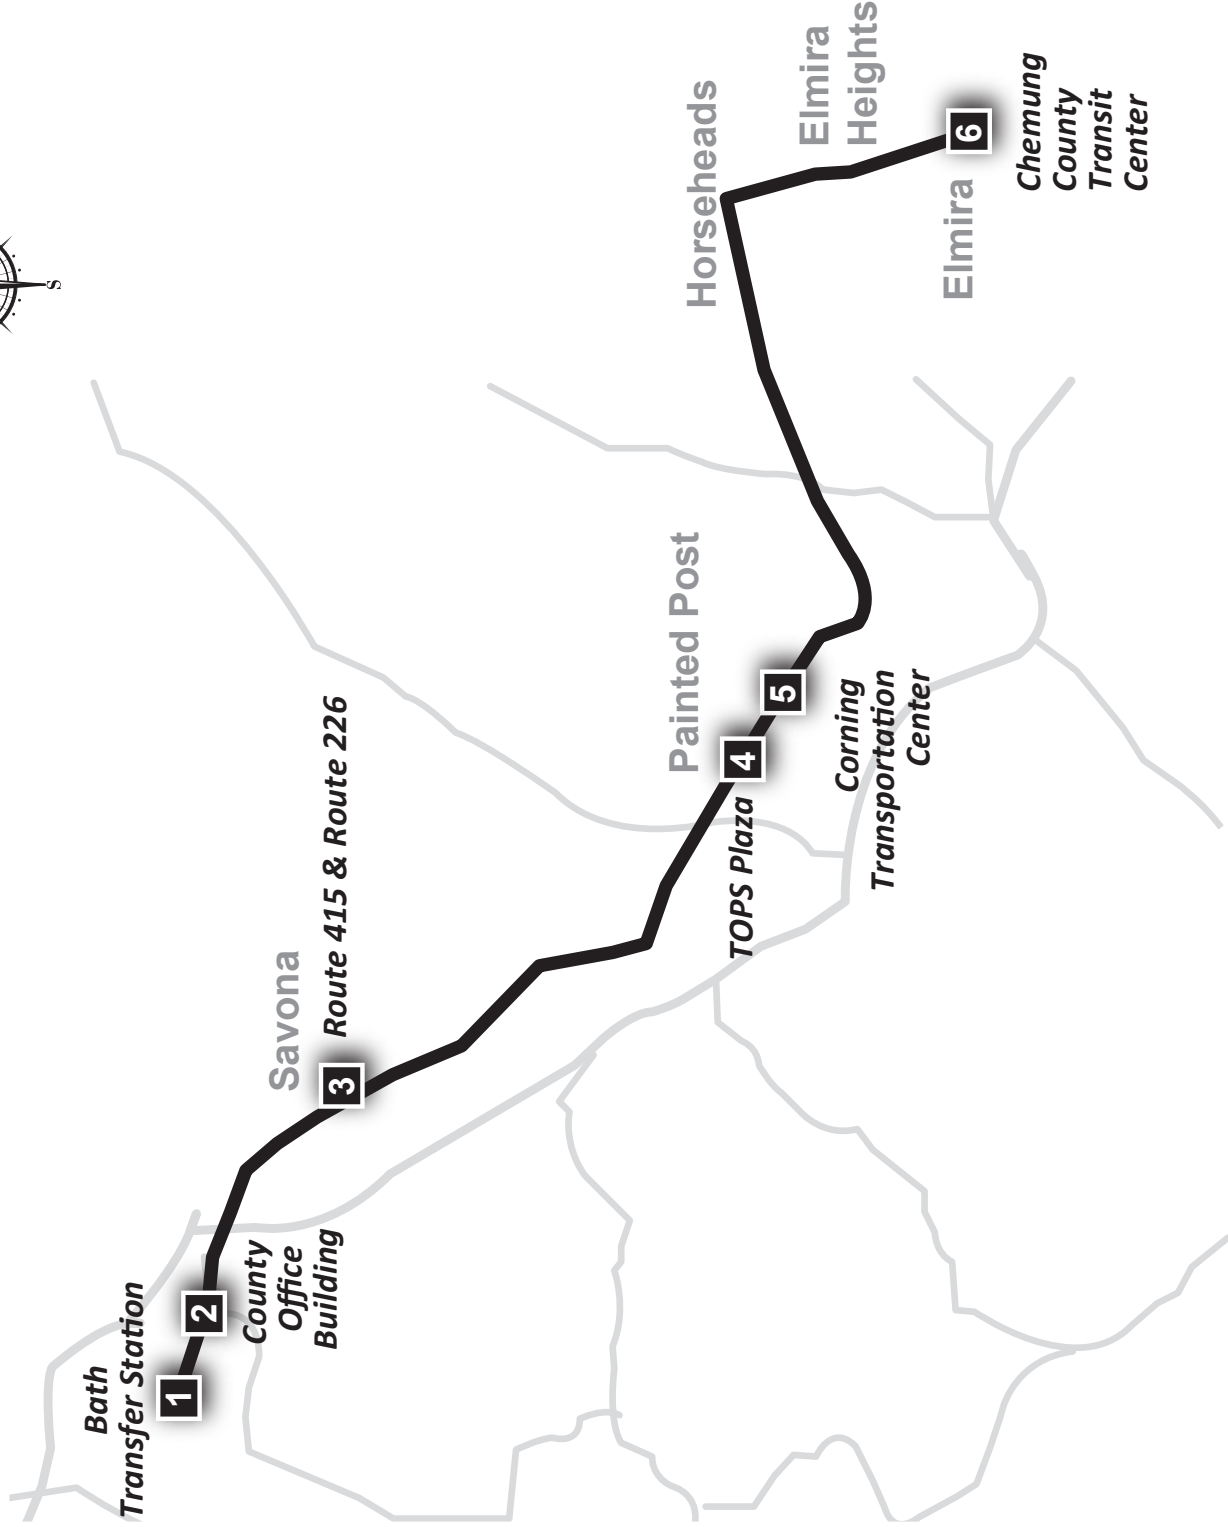 S
Bath
Transfer Station
1
2
County
Office
Building
Savona
3
Route 415 & Route 226
Painted Post
4
TOPS Plaza
5
Corning
Transportation
Center
Horseheads
Elmira
Heights
Elmira
6
Chemung
County
Transit
Center